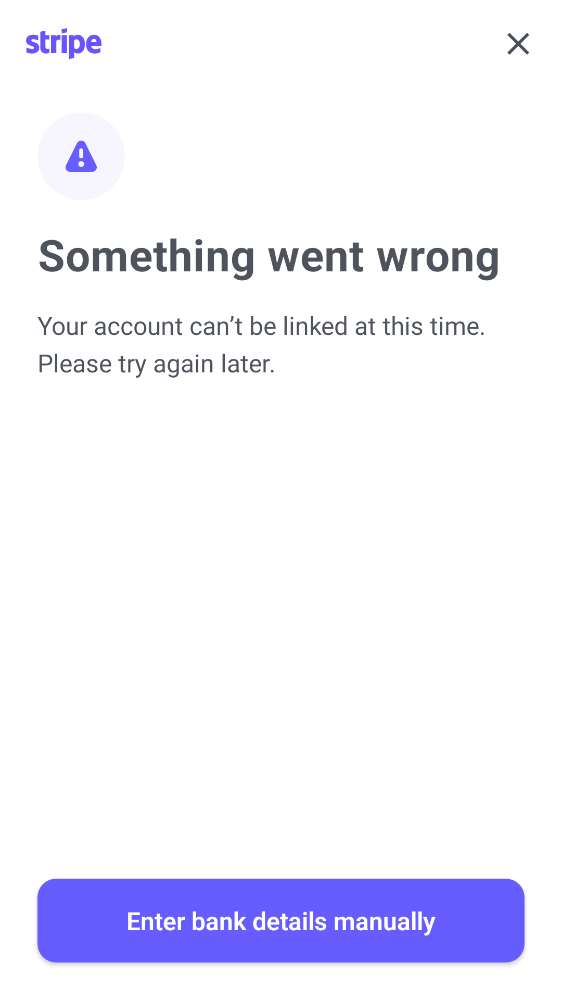 stripe
Something went wrong
Your account can’t be linked at this time.
Please try again later.
Enter bank details manually